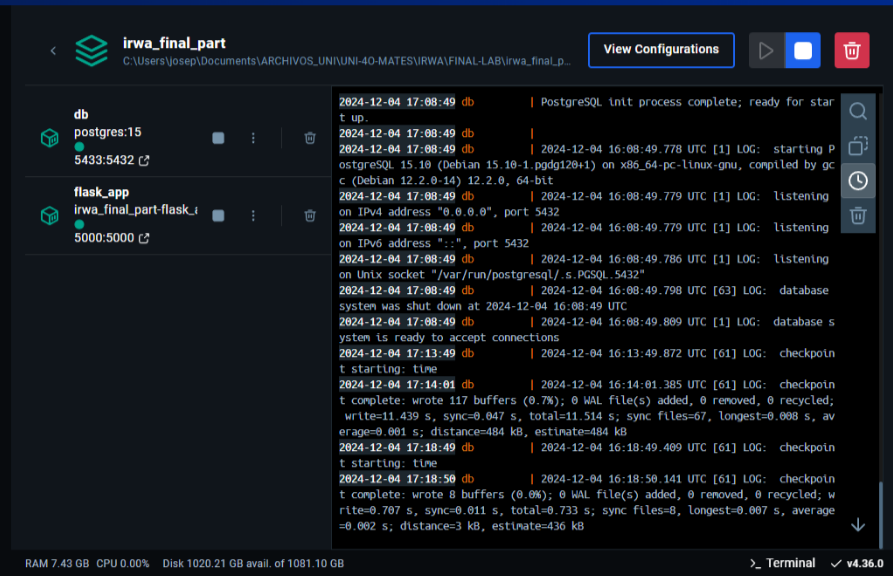 irwa_final_part
C:\Users\josep\Documents\ARCHIVOS_UNI\UNI-4O-MATES\IRWA\FINAL-LAB\irwa_final_p...
View Configurations
db
postgres:15
5433:5432
flask_app
irwa_final_part-flask_a
5000:5000
2024-12-04 17:08:49 db | PostgreSQL init process complete; ready for star
t up.
2024-12-04 17:08:49 db |
2024-12-04 17:08:49 db | 2024-12-04 16:08:49.778 UTC [1] LOG: starting P
ostgreSQL 15.10 (Debian 15.10-1.pgdg120+1) on x86_64-pc-linux-gnu, compiled by gc
c (Debian 12.2.0-14) 12.2.0, 64-bit
2024-12-04 17:08:49 db | 2024-12-04 16:08:49.779 UTC [1] LOG: listening
on IPv4 address "0.0.0.0", port 5432
2024-12-04 17:08:49 db | 2024-12-04 16:08:49.779 UTC [1] LOG: listening
on IPv6 address "::", port 5432
2024-12-04 17:08:49 db | 2024-12-04 16:08:49.786 UTC [1] LOG: listening
on Unix socket "/var/run/postgresql/.s.PGSQL.5432"
2024-12-04 17:08:49 db | 2024-12-04 16:08:49.798 UTC [63] LOG: database
system was shut down at 2024-12-04 16:08:49 UTC
2024-12-04 17:08:49 db | 2024-12-04 16:08:49.809 UTC [1] LOG: database s
ystem is ready to accept connections
2024-12-04 17:13:49 db | 2024-12-04 16:13:49.872 UTC [61] LOG: checkpoin
t starting: time
2024-12-04 17:14:01 db | 2024-12-04 16:14:01.385 UTC [61] LOG: checkpoin
t complete: wrote 117 buffers (0.7%); 0 WAL file(s) added, 0 removed, 0 recycled;
write=11.439 s, sync=0.047 s, total=11.514 s; sync files=67, longest=0.008 s, av
erage=0.001 s; distance=484 kB, estimate=484 kB
2024-12-04 17:18:49 db | 2024-12-04 16:18:49.409 UTC [61] LOG: checkpoin
t starting: time
2024-12-04 17:18:50 db | 2024-12-04 16:18:50.141 UTC [61] LOG: checkpoin
t complete: wrote 8 buffers (0.0%); 0 WAL file(s) added, 0 removed, 0 recycled; w
rite=0.707 s, sync=0.011 s, total=0.733 s; sync files=8, longest=0.007 s, average
=0.002 s; distance=3 kB, estimate=436 kB
RAM 7.43 GB CPU 0.00% Disk 1020.21 GB avail. of 1081.10 GB
>_ Terminal v4.36.0